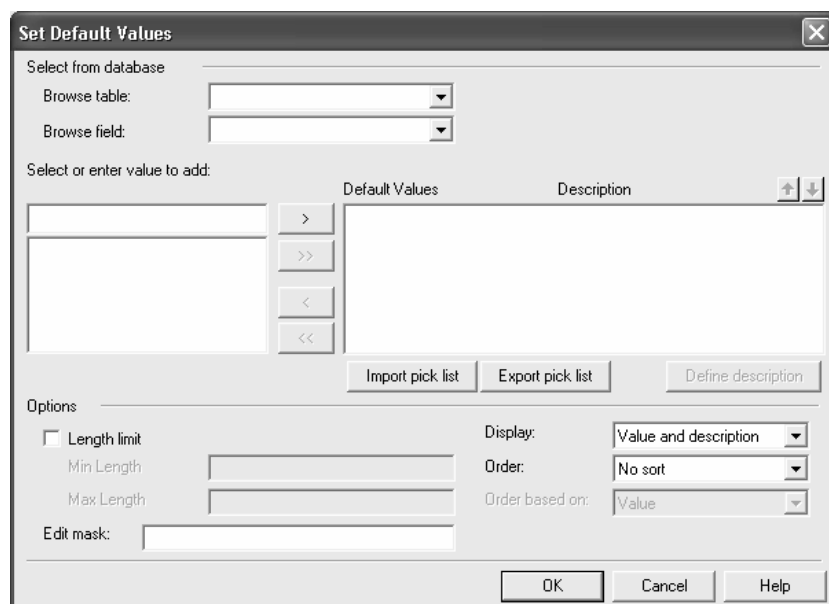 Set Default Values
Select from database
Browse table:
Browse field:
Select or enter value to add:
Default Values Description
>
>>
<
<<
Import pick list Export pick list Define description
Options
Length limit
Min Length
Max Length
Edit mask:
Display: Value and description
Order: No sort
Order based on: Value
OK Cancel Help